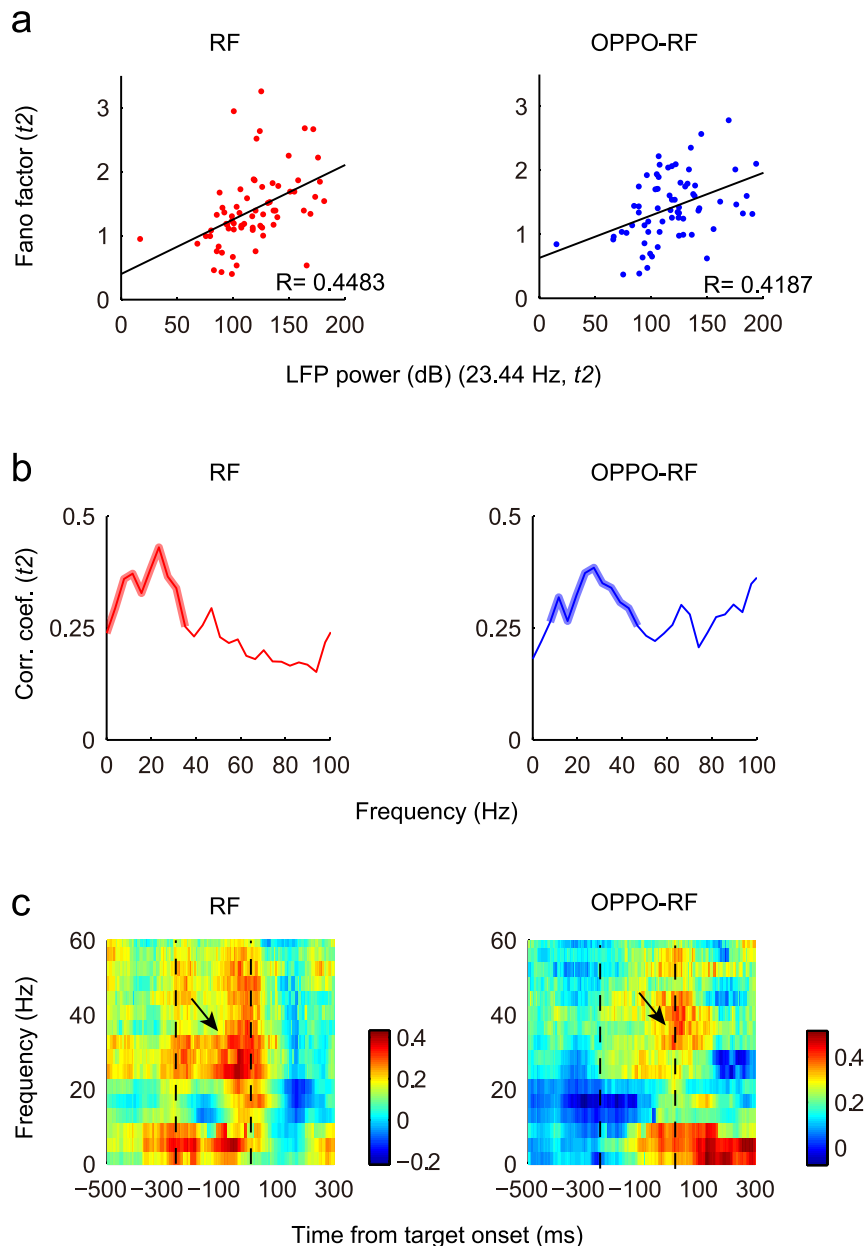 a
RF
OPPO-RF
Fano factor (t2)
3
2
1
0
0 50 100 150 200
R= 0.4483
3
2
1
0
0 50 100 150 200
R= 0.4187
LFP power (dB) (23.44 Hz, t2)
b
RF
OPPO-RF
Corr. coef. (t2)
0.5
0.25
0
0 20 40 60 80 100
0.5
0.25
0
0 20 40 60 80 100
Frequency (Hz)
c
RF
OPPO-RF
Frequency (Hz)
60
40
20
0
−500 −300 −100 100 300
0.4
0.2
0
−0.2
60
40
20
0
−500 −300 −100 100 300
0.4
0.2
0
Time from target onset (ms)